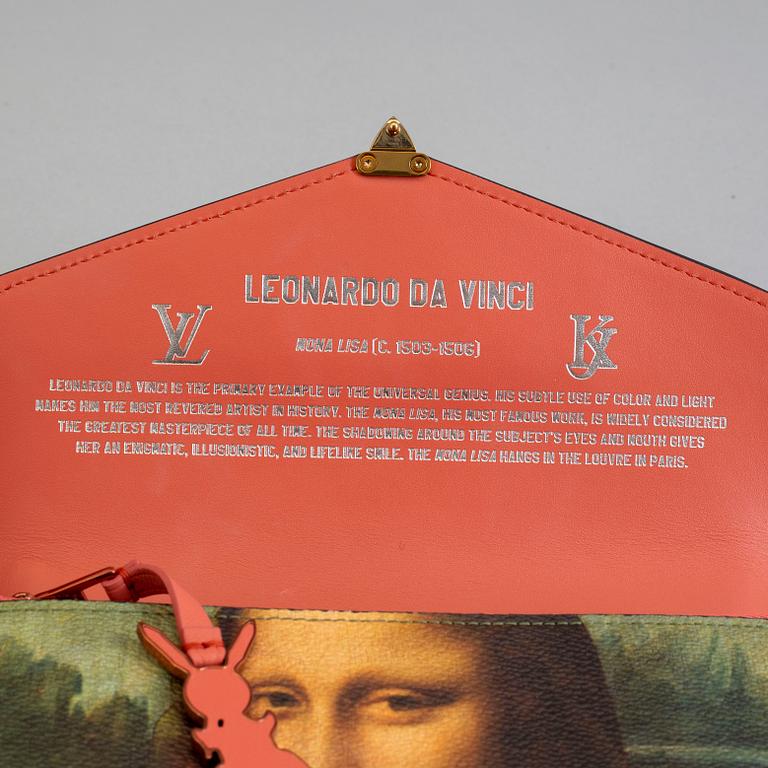 LEONARDO DA VINCI
LV
MONA LISA (C. 1503-1506)
JK
LEONARDO DA VINCI IS THE PRIMARY EXAMPLE OF THE UNIVERSAL GENIUS. HIS SUBTLE USE OF COLOR AND LIGHT
MAKES HIM THE MOST REVERED ARTIST IN HISTORY. THE MONA LISA, HIS MOST FAMOUS WORK, IS WIDELY CONSIDERED
THE GREATEST MASTERPIECE OF ALL TIME. THE SHADOWING AROUND THE SUBJECT'S EYES AND MOUTH GIVES
HER AN ENIGMATIC, ILLUSIONISTIC, AND LIFELIKE SMILE. THE MONA LISA HANGS IN THE LOUVRE IN PARIS.